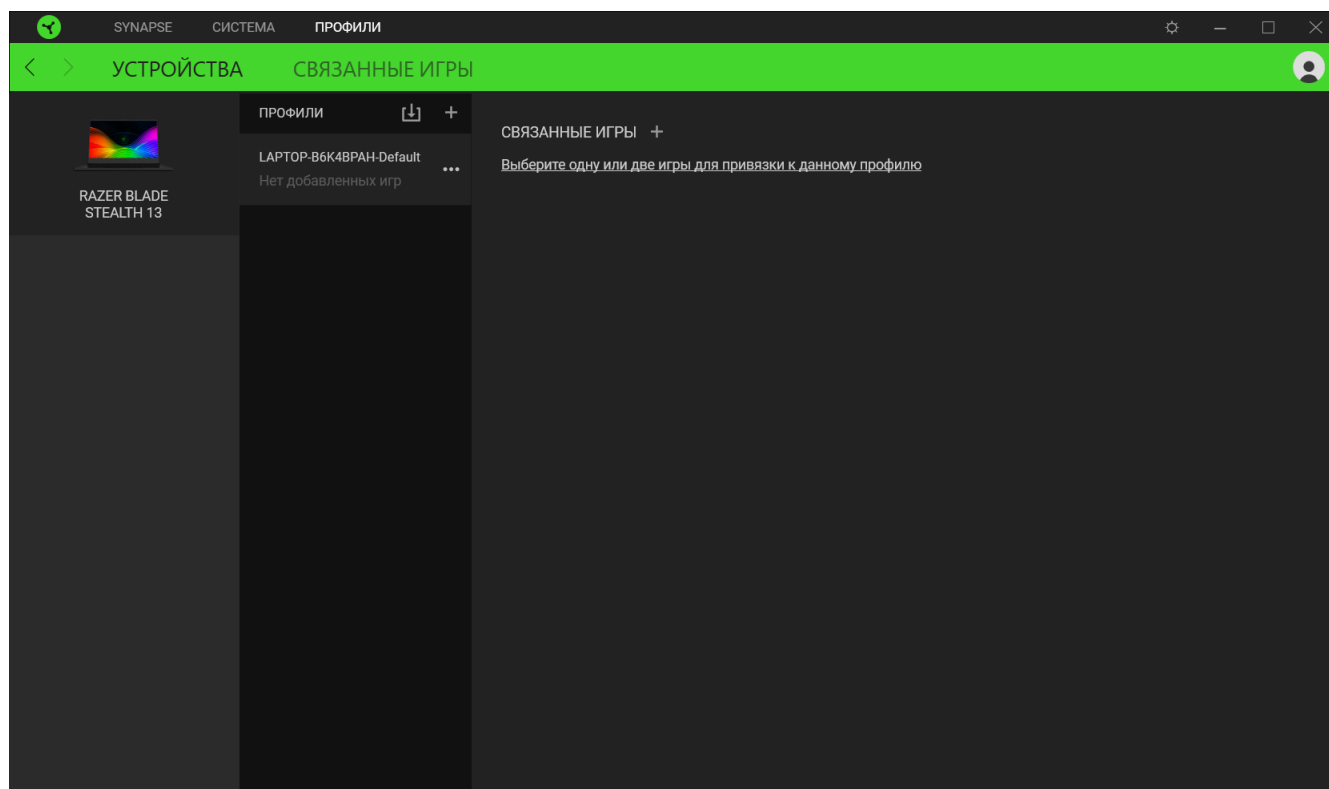 SYNAPSE СИСТЕМА ПРОФИЛИ
УСТРОЙСТВА СВЯЗАННЫЕ ИГРЫ
RAZER BLADE
STEALTH 13
ПРОФИЛИ
LAPTOP-B6K4BPAH-Default
Нет добавленных игр
СВЯЗАННЫЕ ИГРЫ
Выберите одну или две игры для привязки к данному профилю